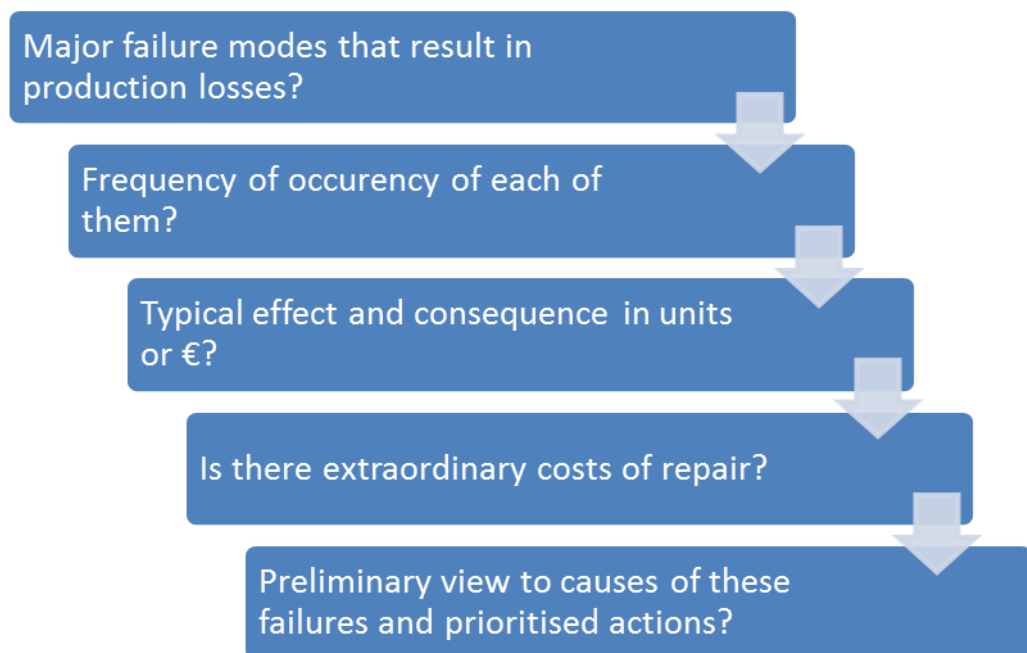 Major failure modes that result in
production losses?
Frequency of occurency of each of
them?
Typical effect and consequence in units
or €?
Is there extraordinary costs of repair?
Preliminary view to causes of these
failures and prioritised actions?